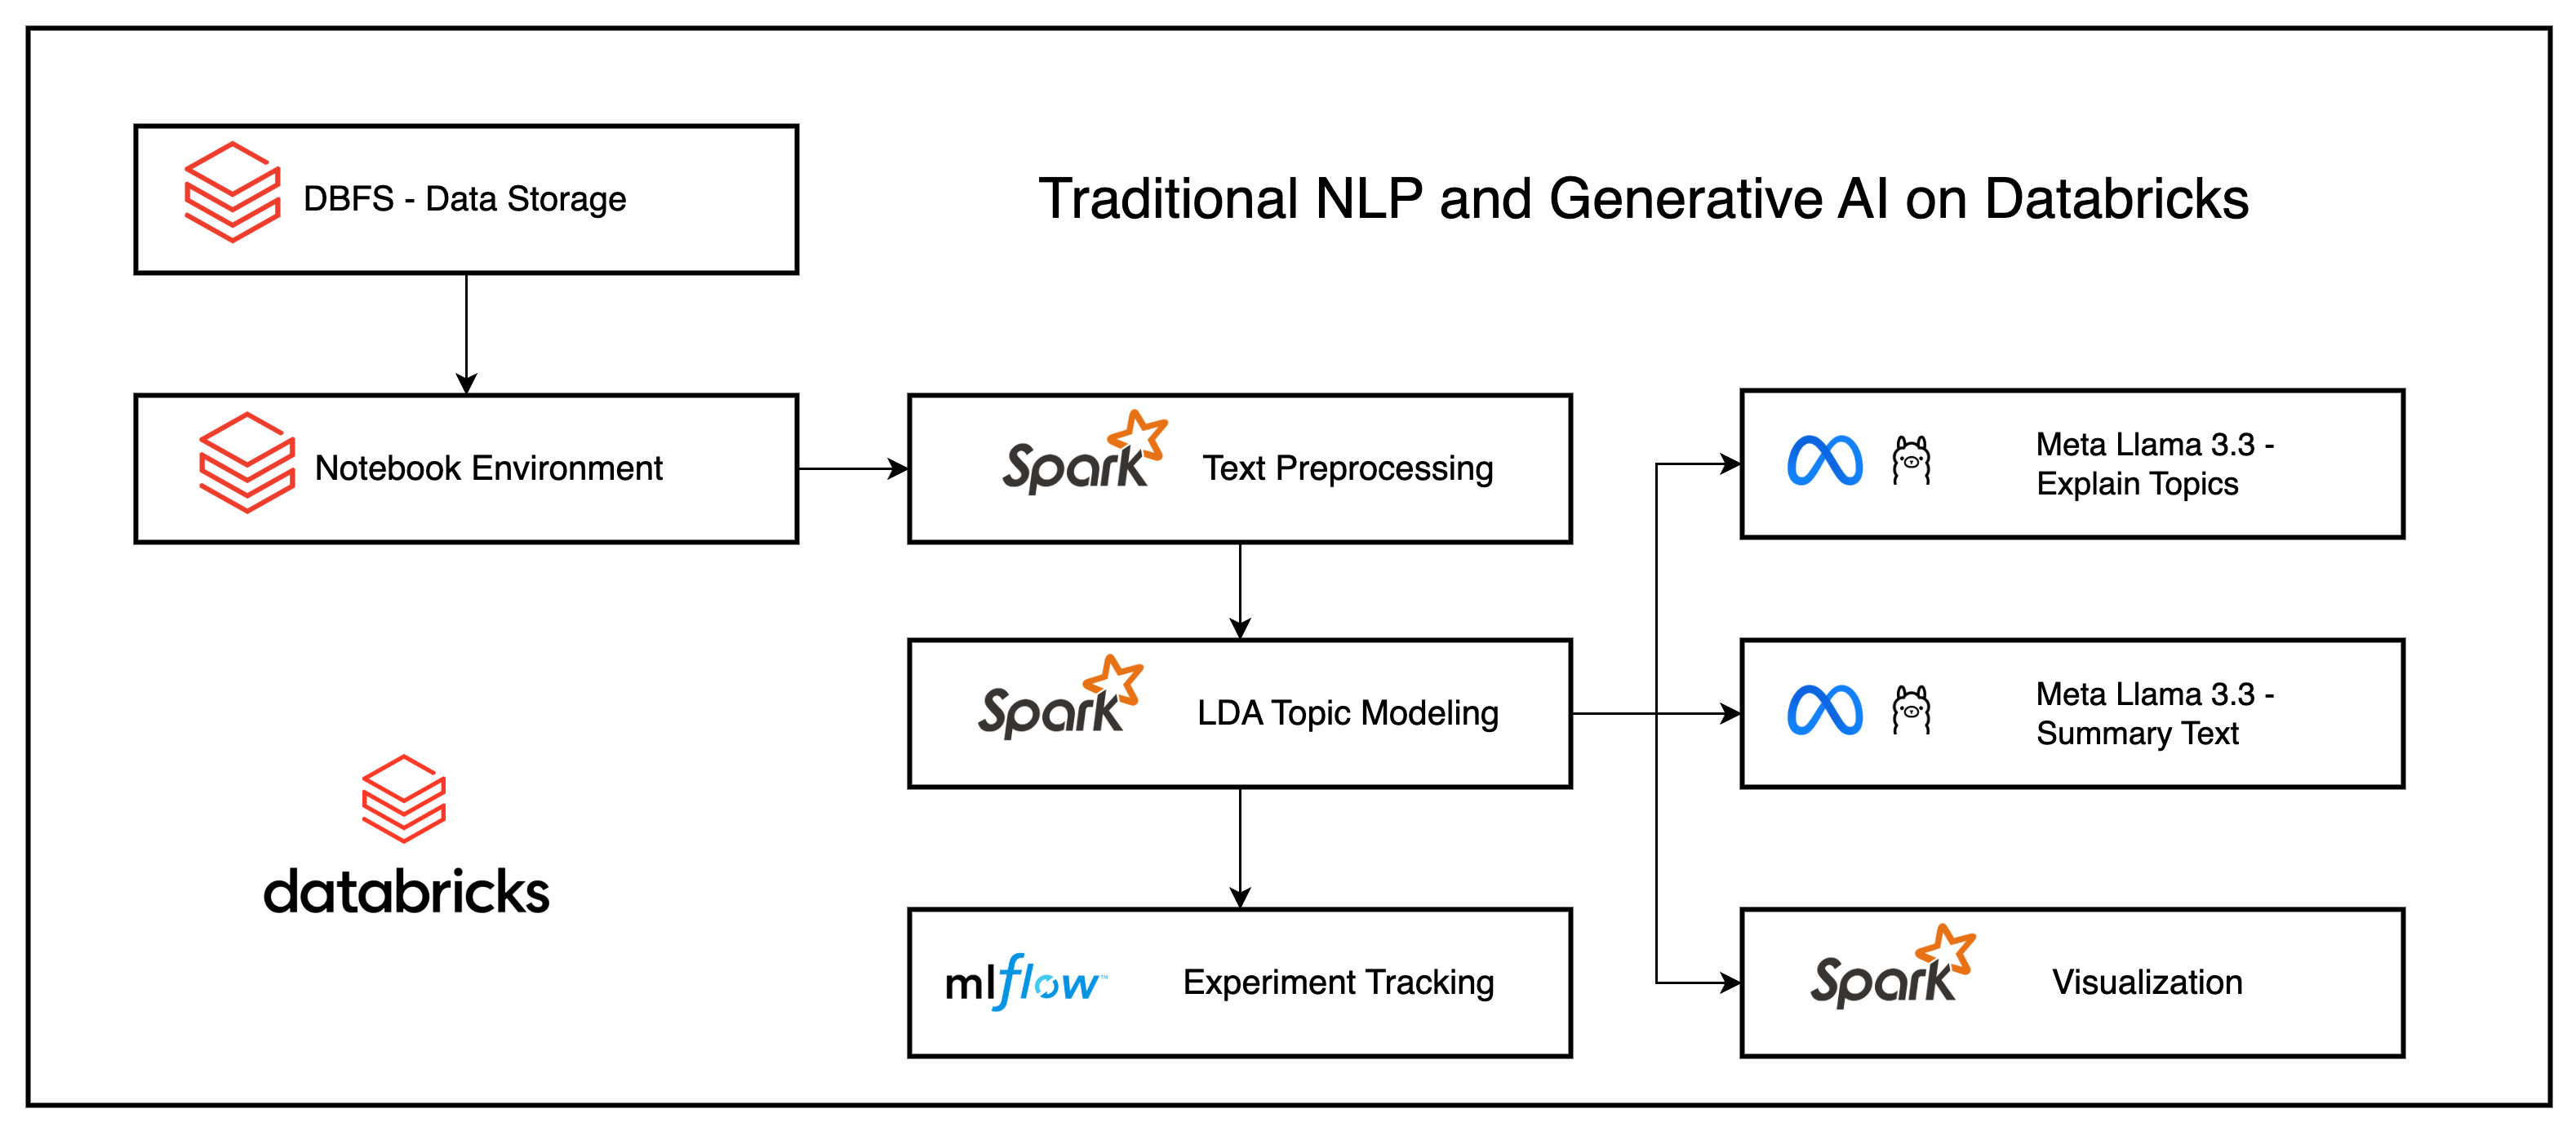 DBFS - Data Storage
Traditional NLP and Generative AI on Databricks
Notebook Environment
Spark
Text Preprocessing
Meta Llama 3.3 -
Explain Topics
Spark
LDA Topic Modeling
Meta Llama 3.3 -
Summary Text
databricks
mlflow™
Experiment Tracking
Spark
Visualization